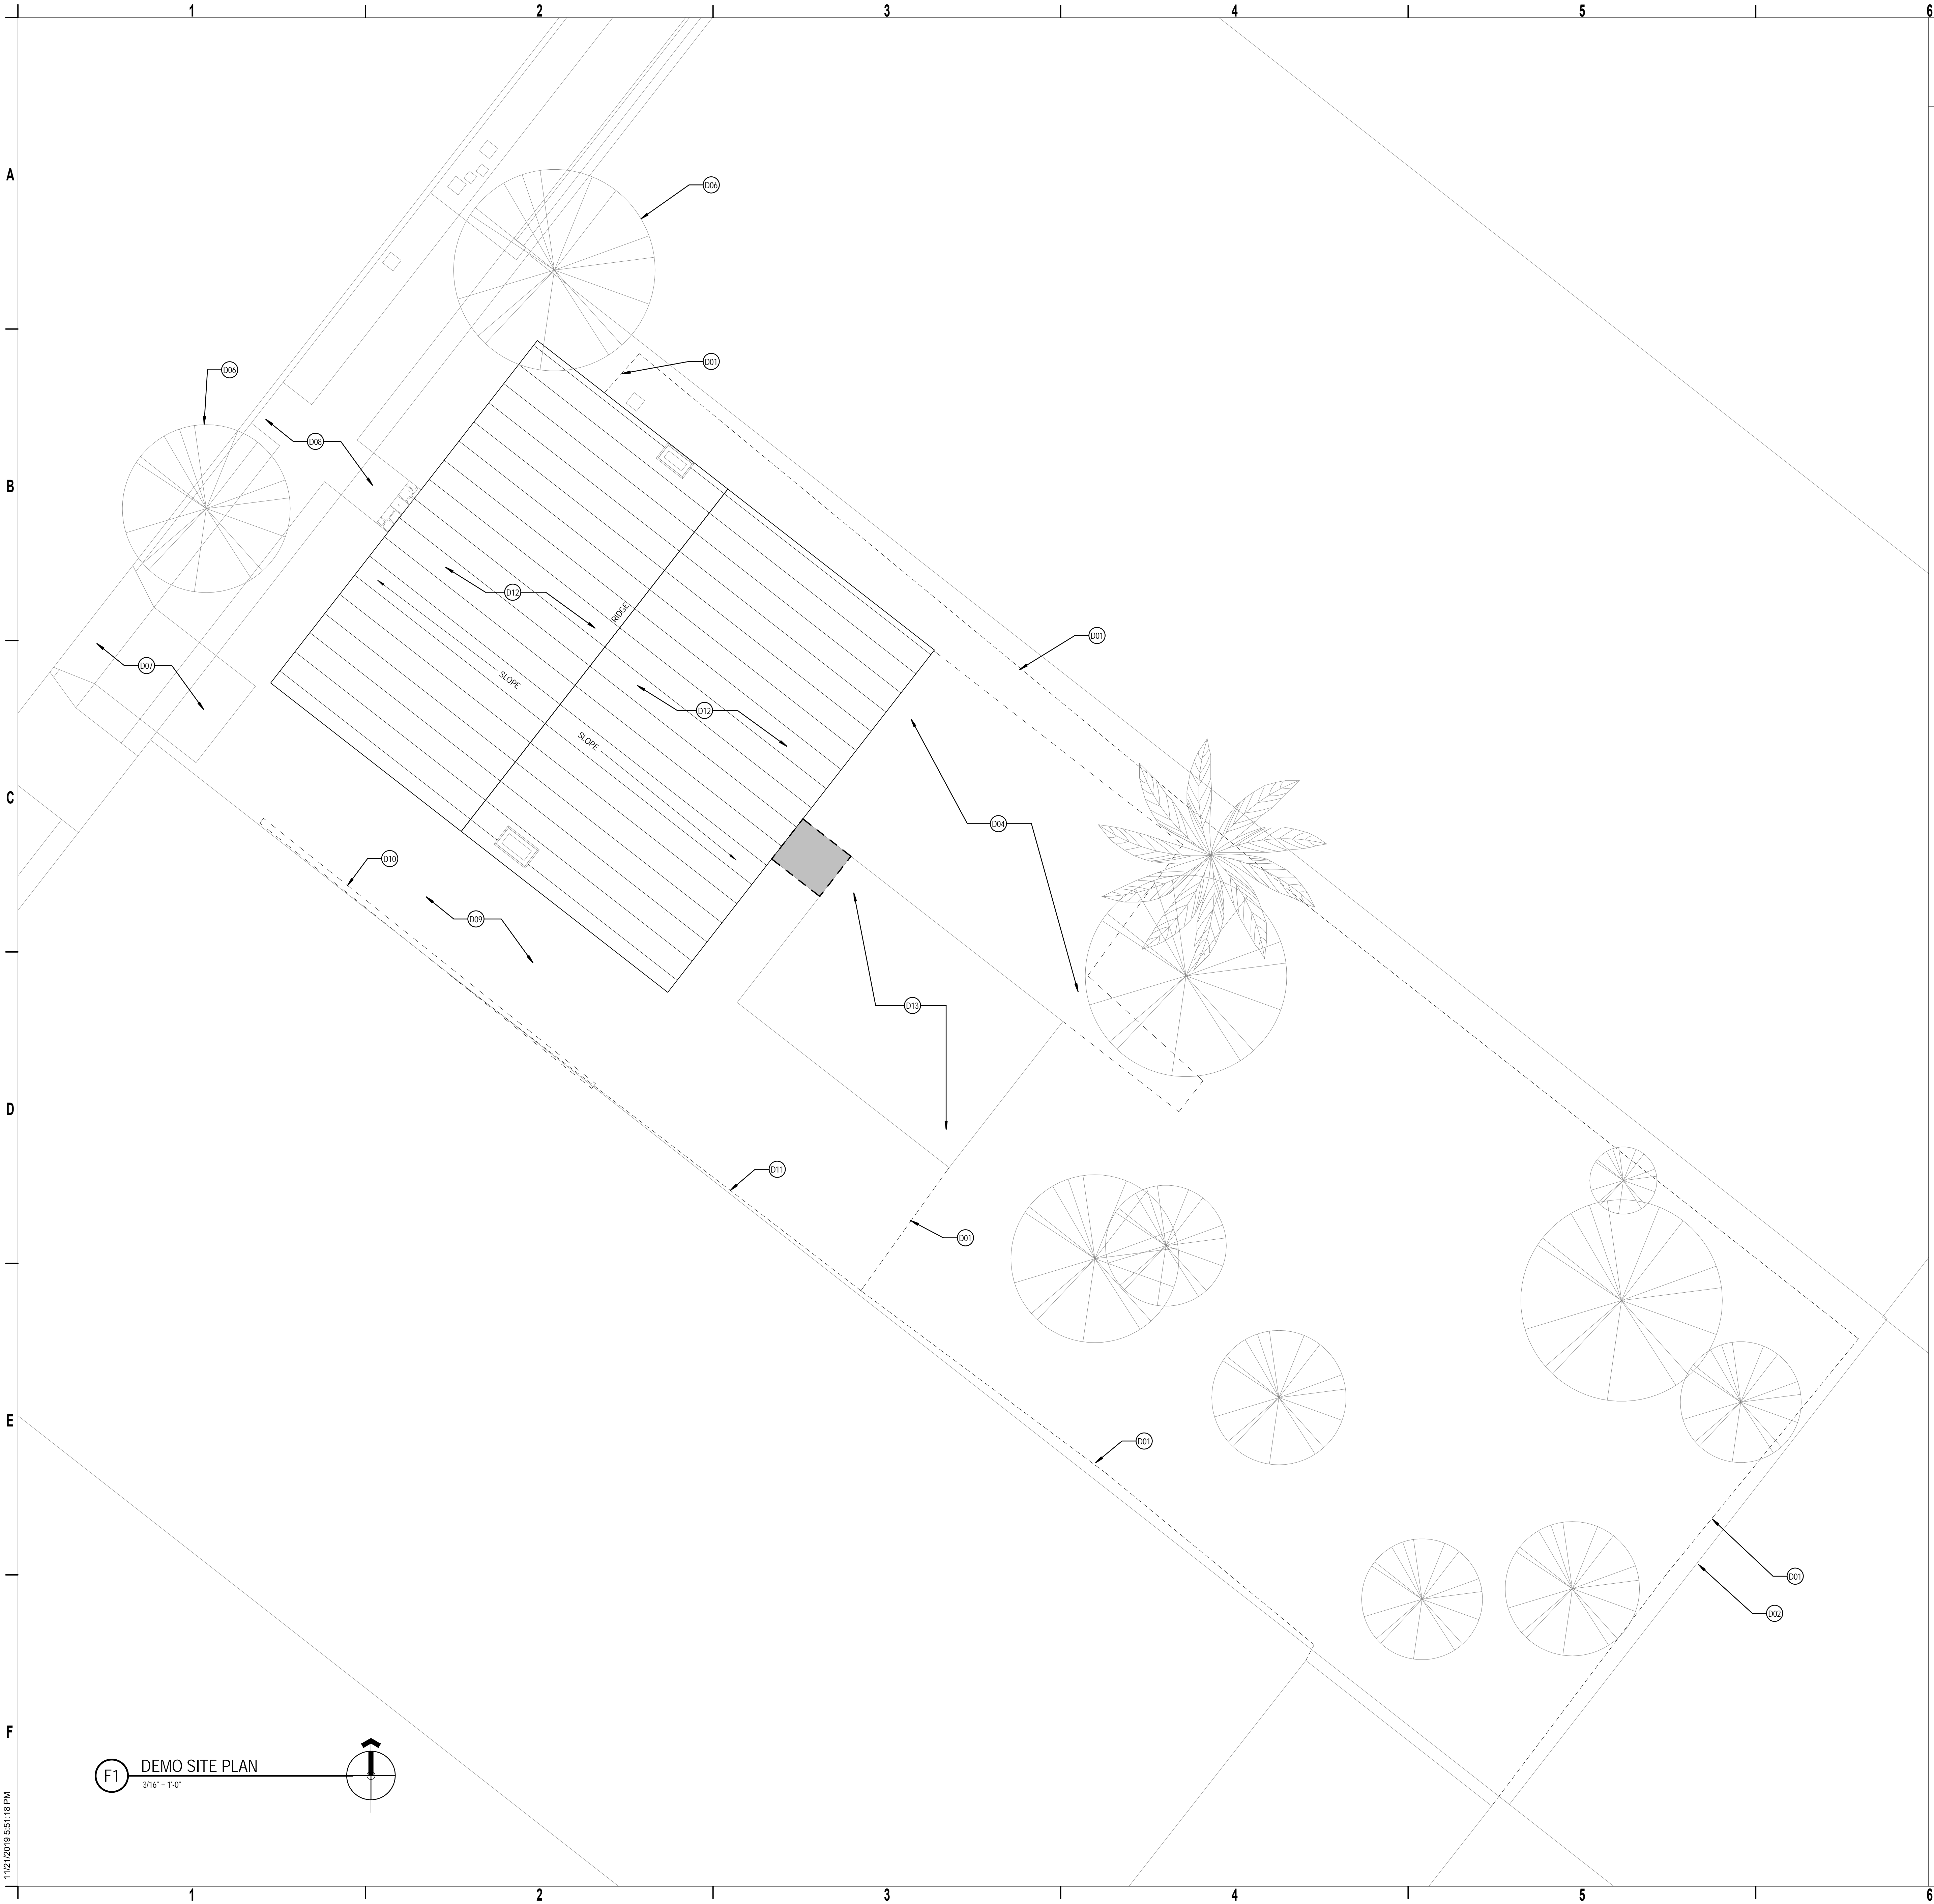 1
2
3
4
5
6
A
D06
D01
D06
D08
B
D12
RIDGE
D01
D07
SLOPE
D12
SLOPE
C
D04
D10
D09
D13
D
D11
D01
E
D01
D01
D02
F
F1
DEMO SITE PLAN
3/16" = 1'-0"
11/21/2019 5:51:18 PM
1
2
3
4
5
6